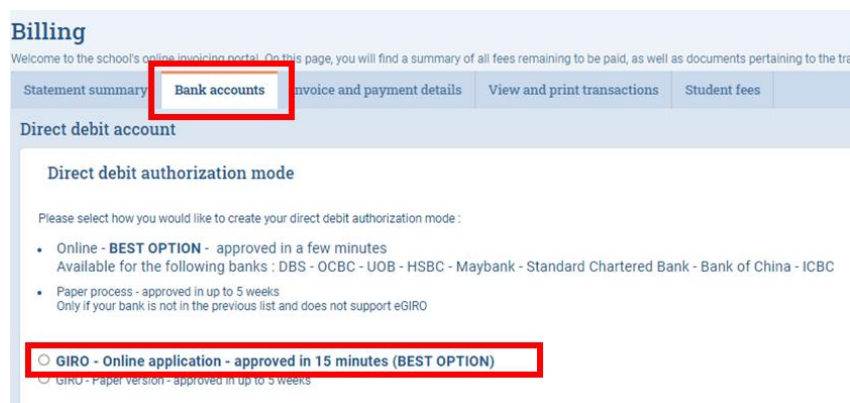 Billing
Welcome to the school's online invoicing portal. On this page, you will find a summary of all fees remaining to be paid, as well as documents pertaining to the tra
Statement summary Bank accounts nvoice and payment details View and print transactions Student fees
Direct debit account
Direct debit authorization mode
Please select how you would like to create your direct debit authorization mode :
• Online - BEST OPTION - approved in a few minutes
Available for the following banks : DBS - OCBC - UOB - HSBC - Maybank - Standard Chartered Bank - Bank of China - ICBC
• Paper process - approved in up to 5 weeks
Only if your bank is not in the previous list and does not support eGIRO
GIRO - Online application - approved in 15 minutes (BEST OPTION)
GIRO - Paper version - approved in up to 5 weeks